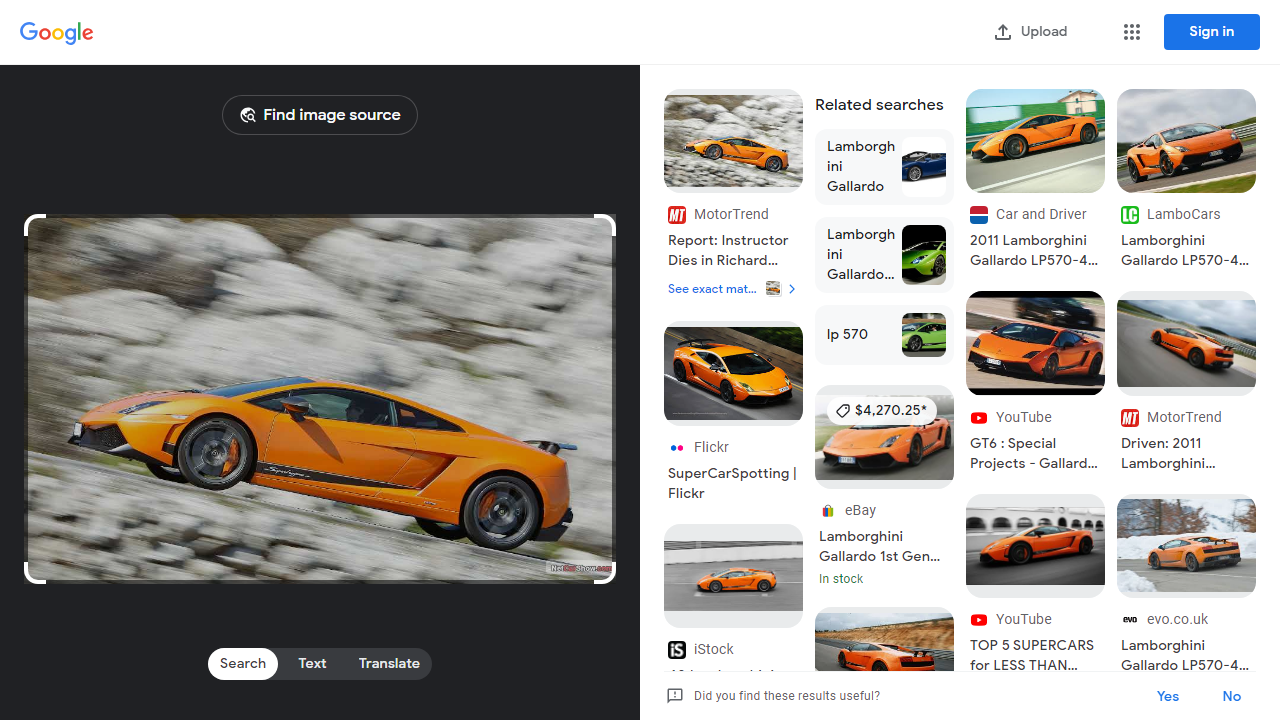 Google
Upload
Sign in
Find image source
Search
Text
Translate
MotorTrend
Report: Instructor
Dies in Richard...
See exact mat...
Flickr
SuperCarSpotting |
Flickr
iStock
Related searches
Lamborgh
ini
Gallardo
Lamborgh
ini
Gallardo...
lp 570
$4,270.25*
eBay
Lamborghini
Gallardo 1st Gen...
In stock
Car and Driver
2011 Lamborghini
Gallardo LP570-4...
YouTube
GT6 : Special
Projects - Gallard...
YouTube
TOP 5 SUPERCARS
for LESS THAN...
LamboCars
Lamborghini
Gallardo LP570-4...
MotorTrend
Driven: 2011
Lamborghini...
evo.co.uk
Lamborghini
Gallardo LP570-4...
Did you find these results useful?
Yes
No